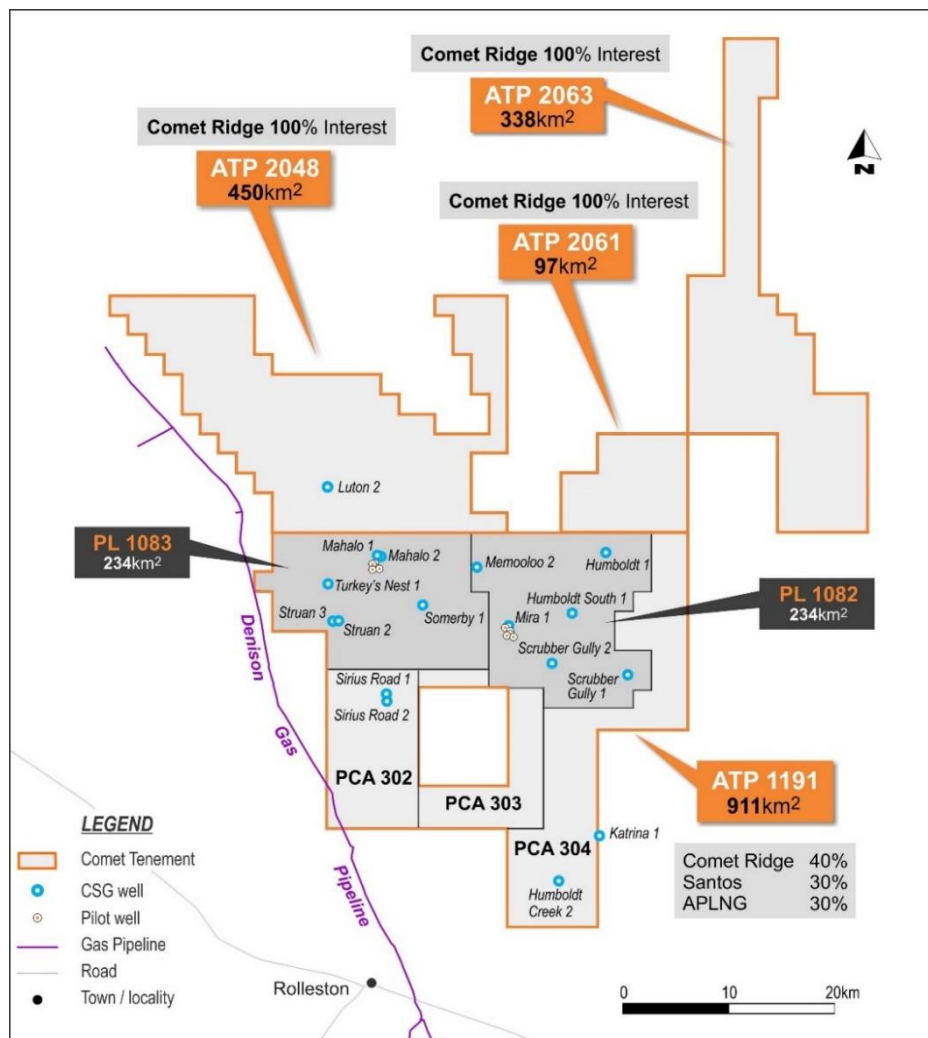 Comet Ridge 100% Interest
ATP 2063
338km²
Comet Ridge 100% Interest
ATP 2048
450km²
Comet Ridge 100% Interest
ATP 2061
97km²
N
Luton 2
PL 1083
234km²
Mahalo 1
Mahalo 2
Memooloo 2
Humboldt 1
Turkey's Nest 1
Humboldt South 1
PL 1082
234km²
Struan 3
Struan 2
Somerby 1
Mira 1
Scrubber Gully 2
Scrubber
Gully 1
Sirius Road 1
Sirius Road 2
Denison
Gas
Pipeline
PCA 302
PCA 303
ATP 1191
911km²
PCA 304
Katrina 1
Humboldt
Creek 2
Comet Ridge 40%
Santos 30%
APLNG 30%
LEGEND
Comet Tenement
CSG well
Pilot well
Gas Pipeline
Road
Town / locality
Rolleston
0 10 20km